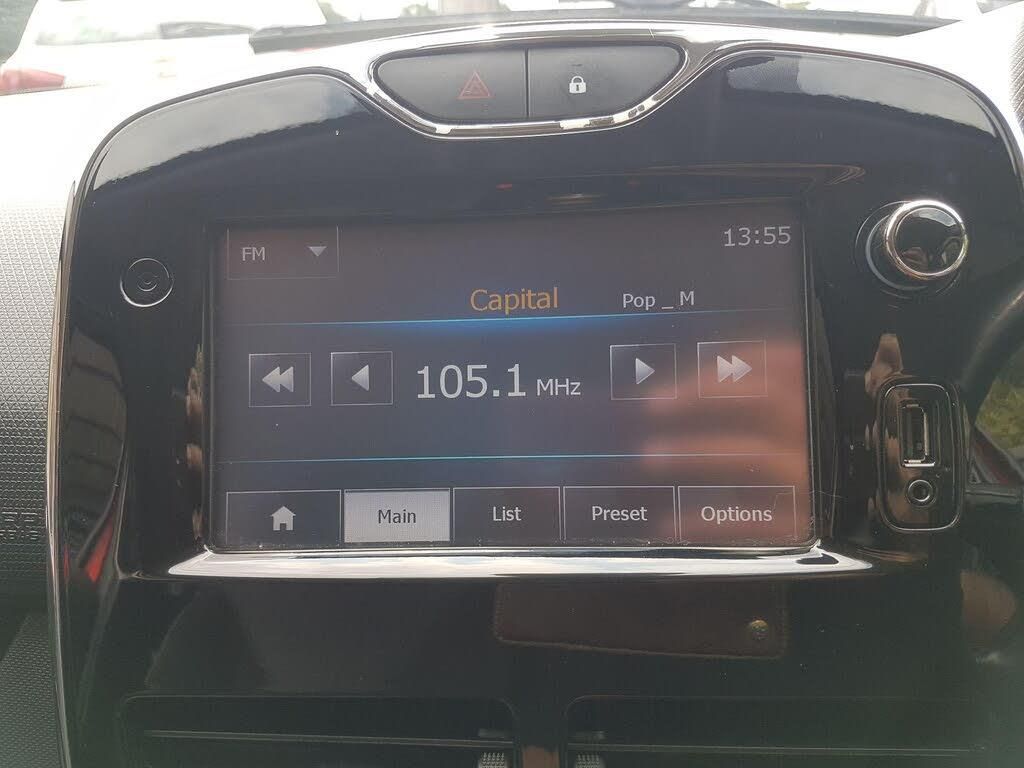 FM
13:55
Capital
Pop _ M
105.1 MHz
Main
List
Preset
Options